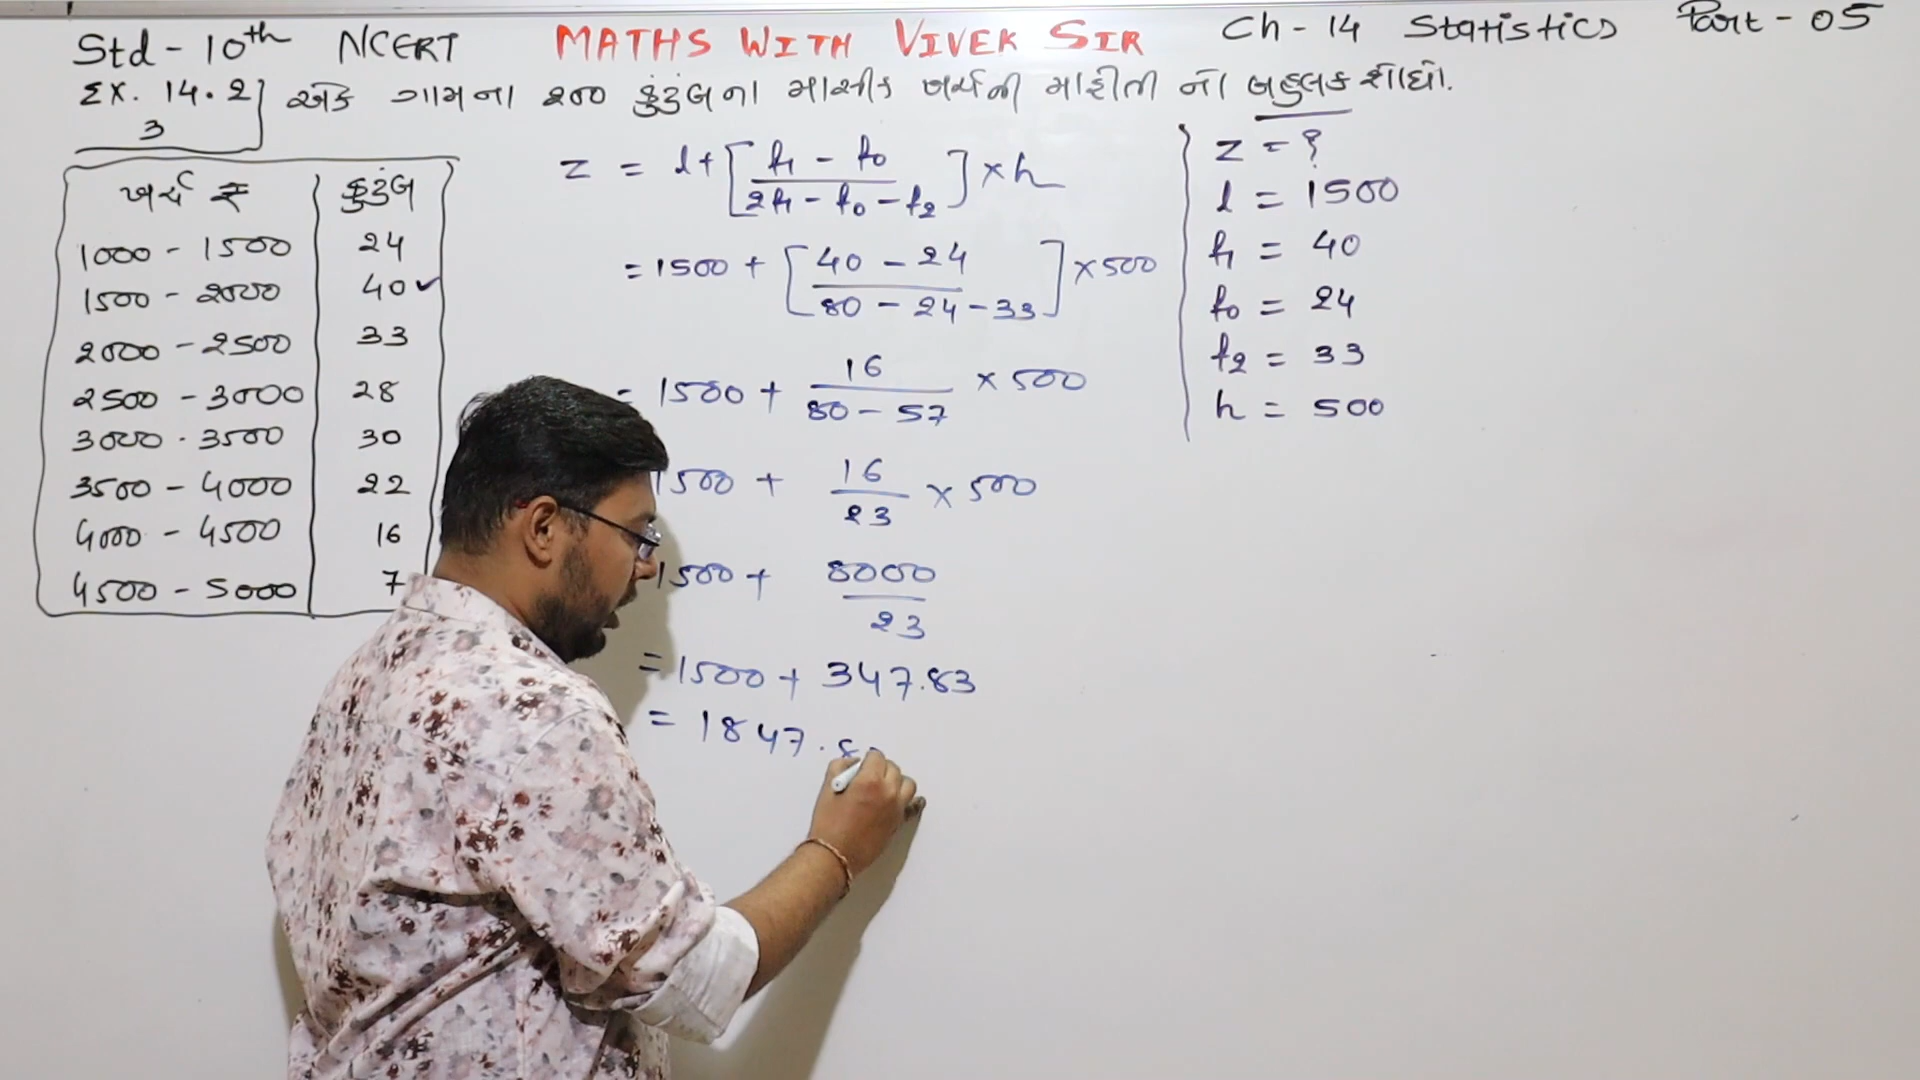 Std - 10th NCERT MATHS WITH VIVEK SIR Ch - 14 Statistics Part - 05
Ex. 14.2 એક ગામના ૨૦૦ કુટુંબના માસીક ખર્ચની માહીતી નો બહુલક શોધો.
3
ખર્ચ ₹ કુટુંબ
1000 - 1500 24
1500 - 2000 40 ✓
2000 - 2500 33
2500 - 3000 28
3000 - 3500 30
3500 - 4000 22
4000 - 4500 16
4500 - 5000 7
z = l + [f1 - f0 / 2f1 - f0 - f2] × h
= 1500 + [40 - 24 / 80 - 24 - 33] × 500
= 1500 + 16 / 80 - 57 × 500
1500 + 16 / 23 × 500
1500 + 8000 / 23
= 1500 + 347.83
= 1847.8
z = ?
l = 1500
f1 = 40
f0 = 24
f2 = 33
h = 500